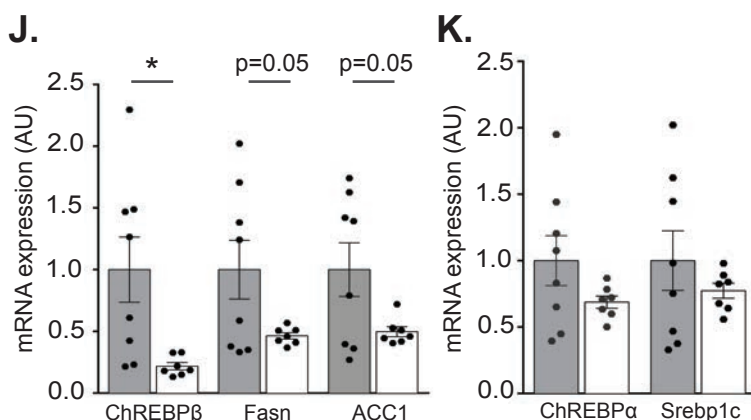 J.
* p=0.05 p=0.05
mRNA expression (AU)
2.5
2.0
1.5
1.0
0.5
0.0
ChREBPβ Fasn ACC1
K.
mRNA expression (AU)
2.5
2.0
1.5
1.0
0.5
0.0
ChREBPα Srebp1c